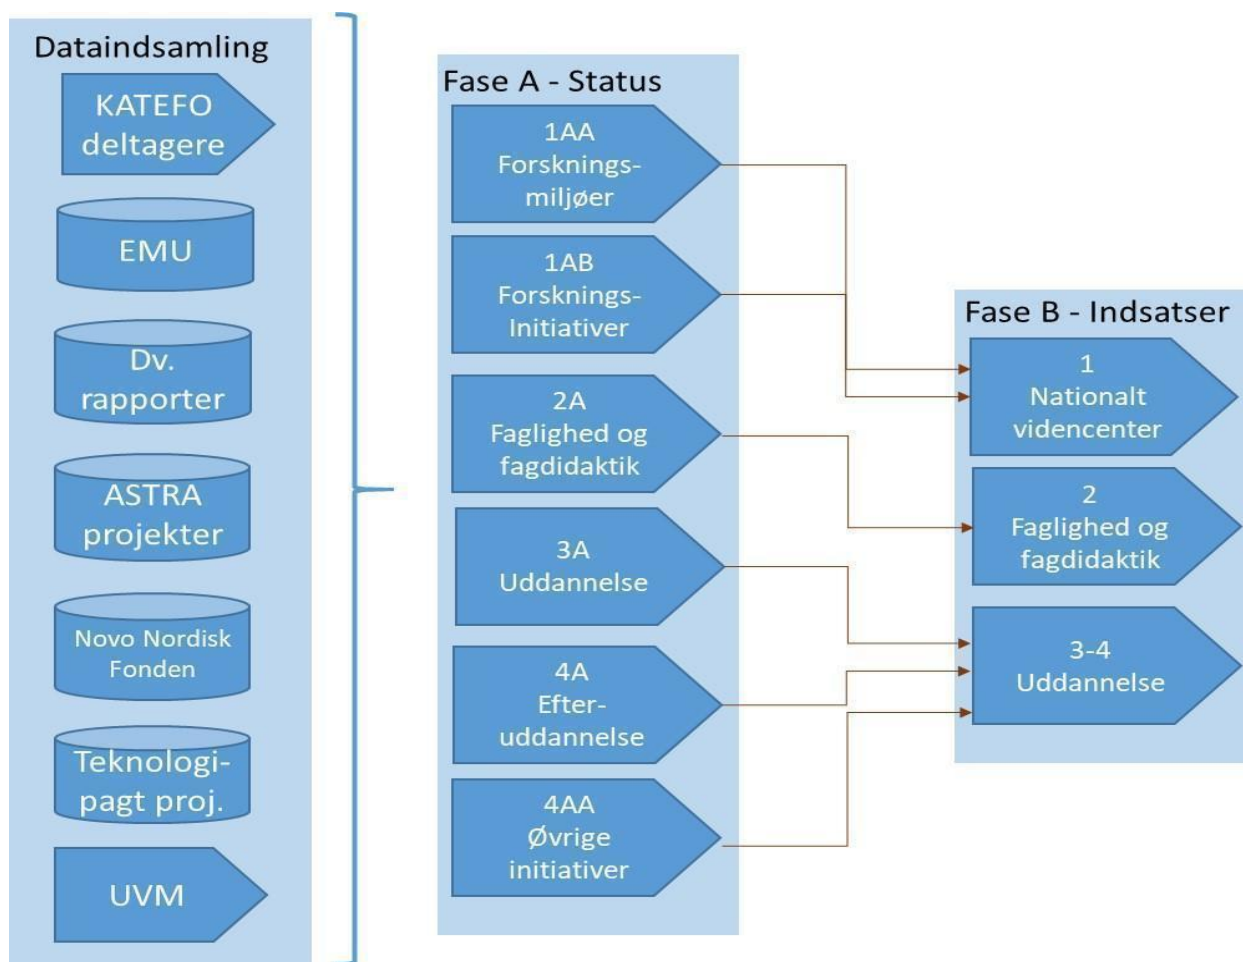 Dataindsamling
KATEFO
deltagere
EMU
Dv.
rapporter
ASTRA
projekter
Novo Nordisk
Fonden
Teknologi-
pagt proj.
UVM
Fase A - Status
1AA
Forsknings-
miljøer
1AB
Forsknings-
Initiativer
2A
Faglighed og
fagdidaktik
3A
Uddannelse
4A
Efter-
uddannelse
4AA
Øvrige
initiativer
Fase B - Indsatser
1
Nationalt
videncenter
2
Faglighed og
fagdidaktik
3-4
Uddannelse